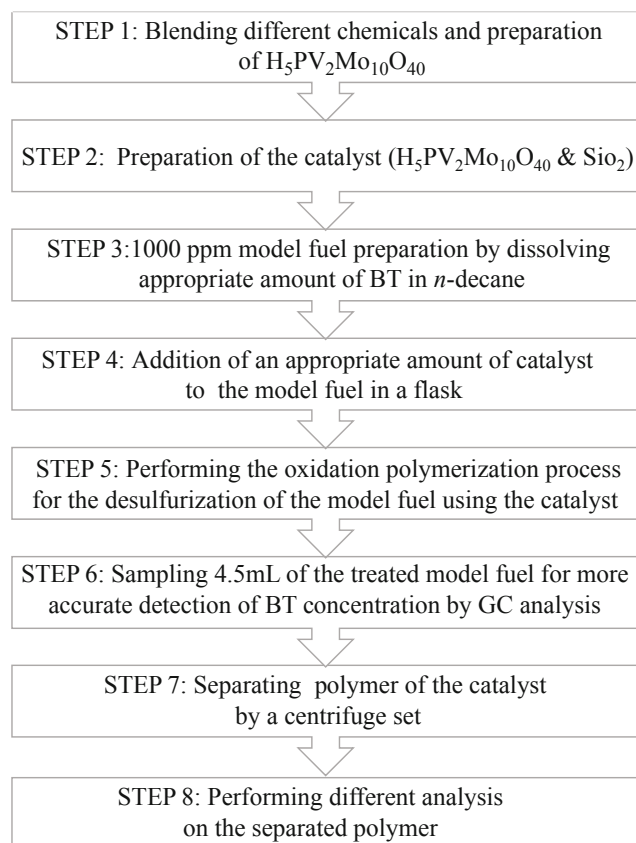 STEP 1: Blending different chemicals and preparation
of H₅PV₂Mo₁₀O₄₀
STEP 2: Preparation of the catalyst (H₅PV₂Mo₁₀O₄₀ & Sio₂)
STEP 3:1000 ppm model fuel preparation by dissolving
appropriate amount of BT in n-decane
STEP 4: Addition of an appropriate amount of catalyst
to the model fuel in a flask
STEP 5: Performing the oxidation polymerization process
for the desulfurization of the model fuel using the catalyst
STEP 6: Sampling 4.5mL of the treated model fuel for more
accurate detection of BT concentration by GC analysis
STEP 7: Separating polymer of the catalyst
by a centrifuge set
STEP 8: Performing different analysis
on the separated polymer